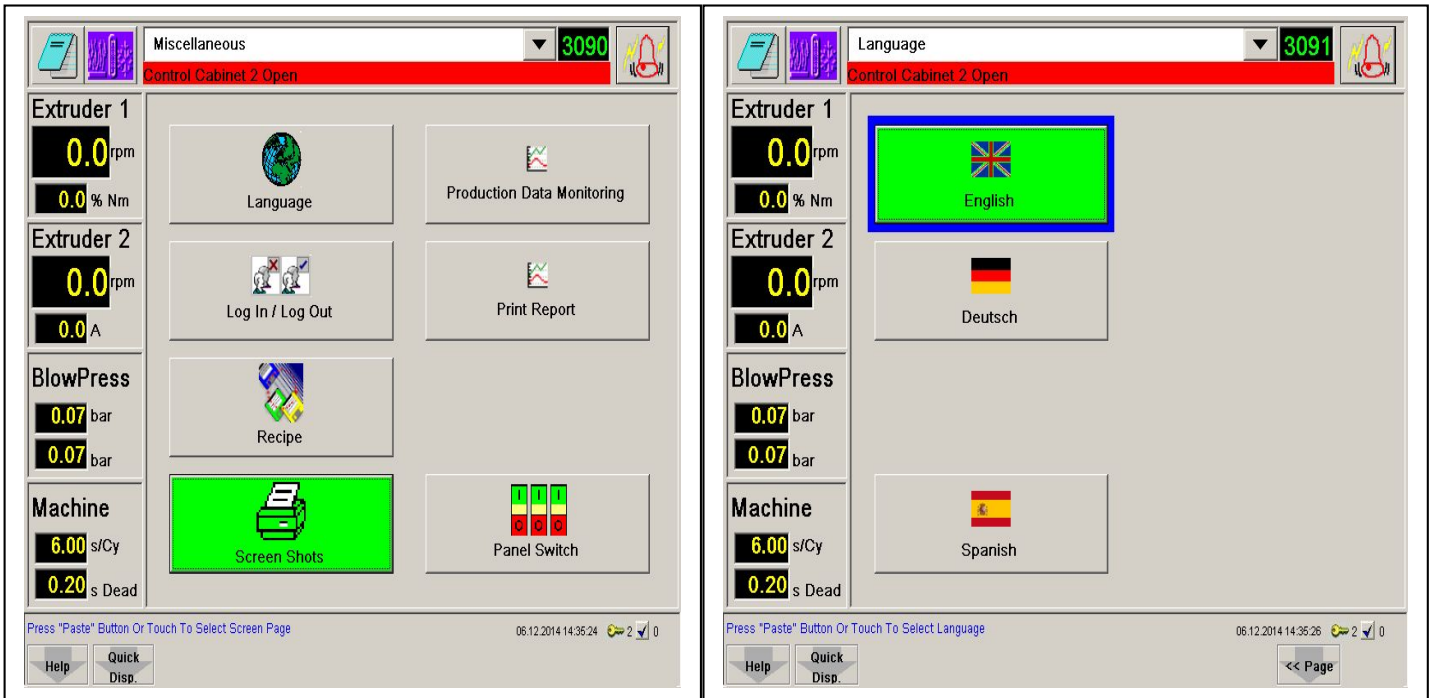 Miscellaneous
3090
Control Cabinet 2 Open
Extruder 1
0.0 rpm
0.0 % Nm
Extruder 2
0.0 rpm
0.0 A
BlowPress
0.07 bar
0.07 bar
Machine
6.00 s/Cy
0.20 s Dead
Language
Production Data Monitoring
Log In / Log Out
Print Report
Recipe
Screen Shots
I I I
O O O
Panel Switch
Press "Paste" Button Or Touch To Select Screen Page
06.12.2014 14:35:24 2 0
Help
Quick
Disp.
Language
3091
Control Cabinet 2 Open
Extruder 1
0.0 rpm
0.0 % Nm
Extruder 2
0.0 rpm
0.0 A
BlowPress
0.07 bar
0.07 bar
Machine
6.00 s/Cy
0.20 s Dead
English
Deutsch
Spanish
Press "Paste" Button Or Touch To Select Language
06.12.2014 14:35:26 2 0
Help
Quick
Disp.
<< Page